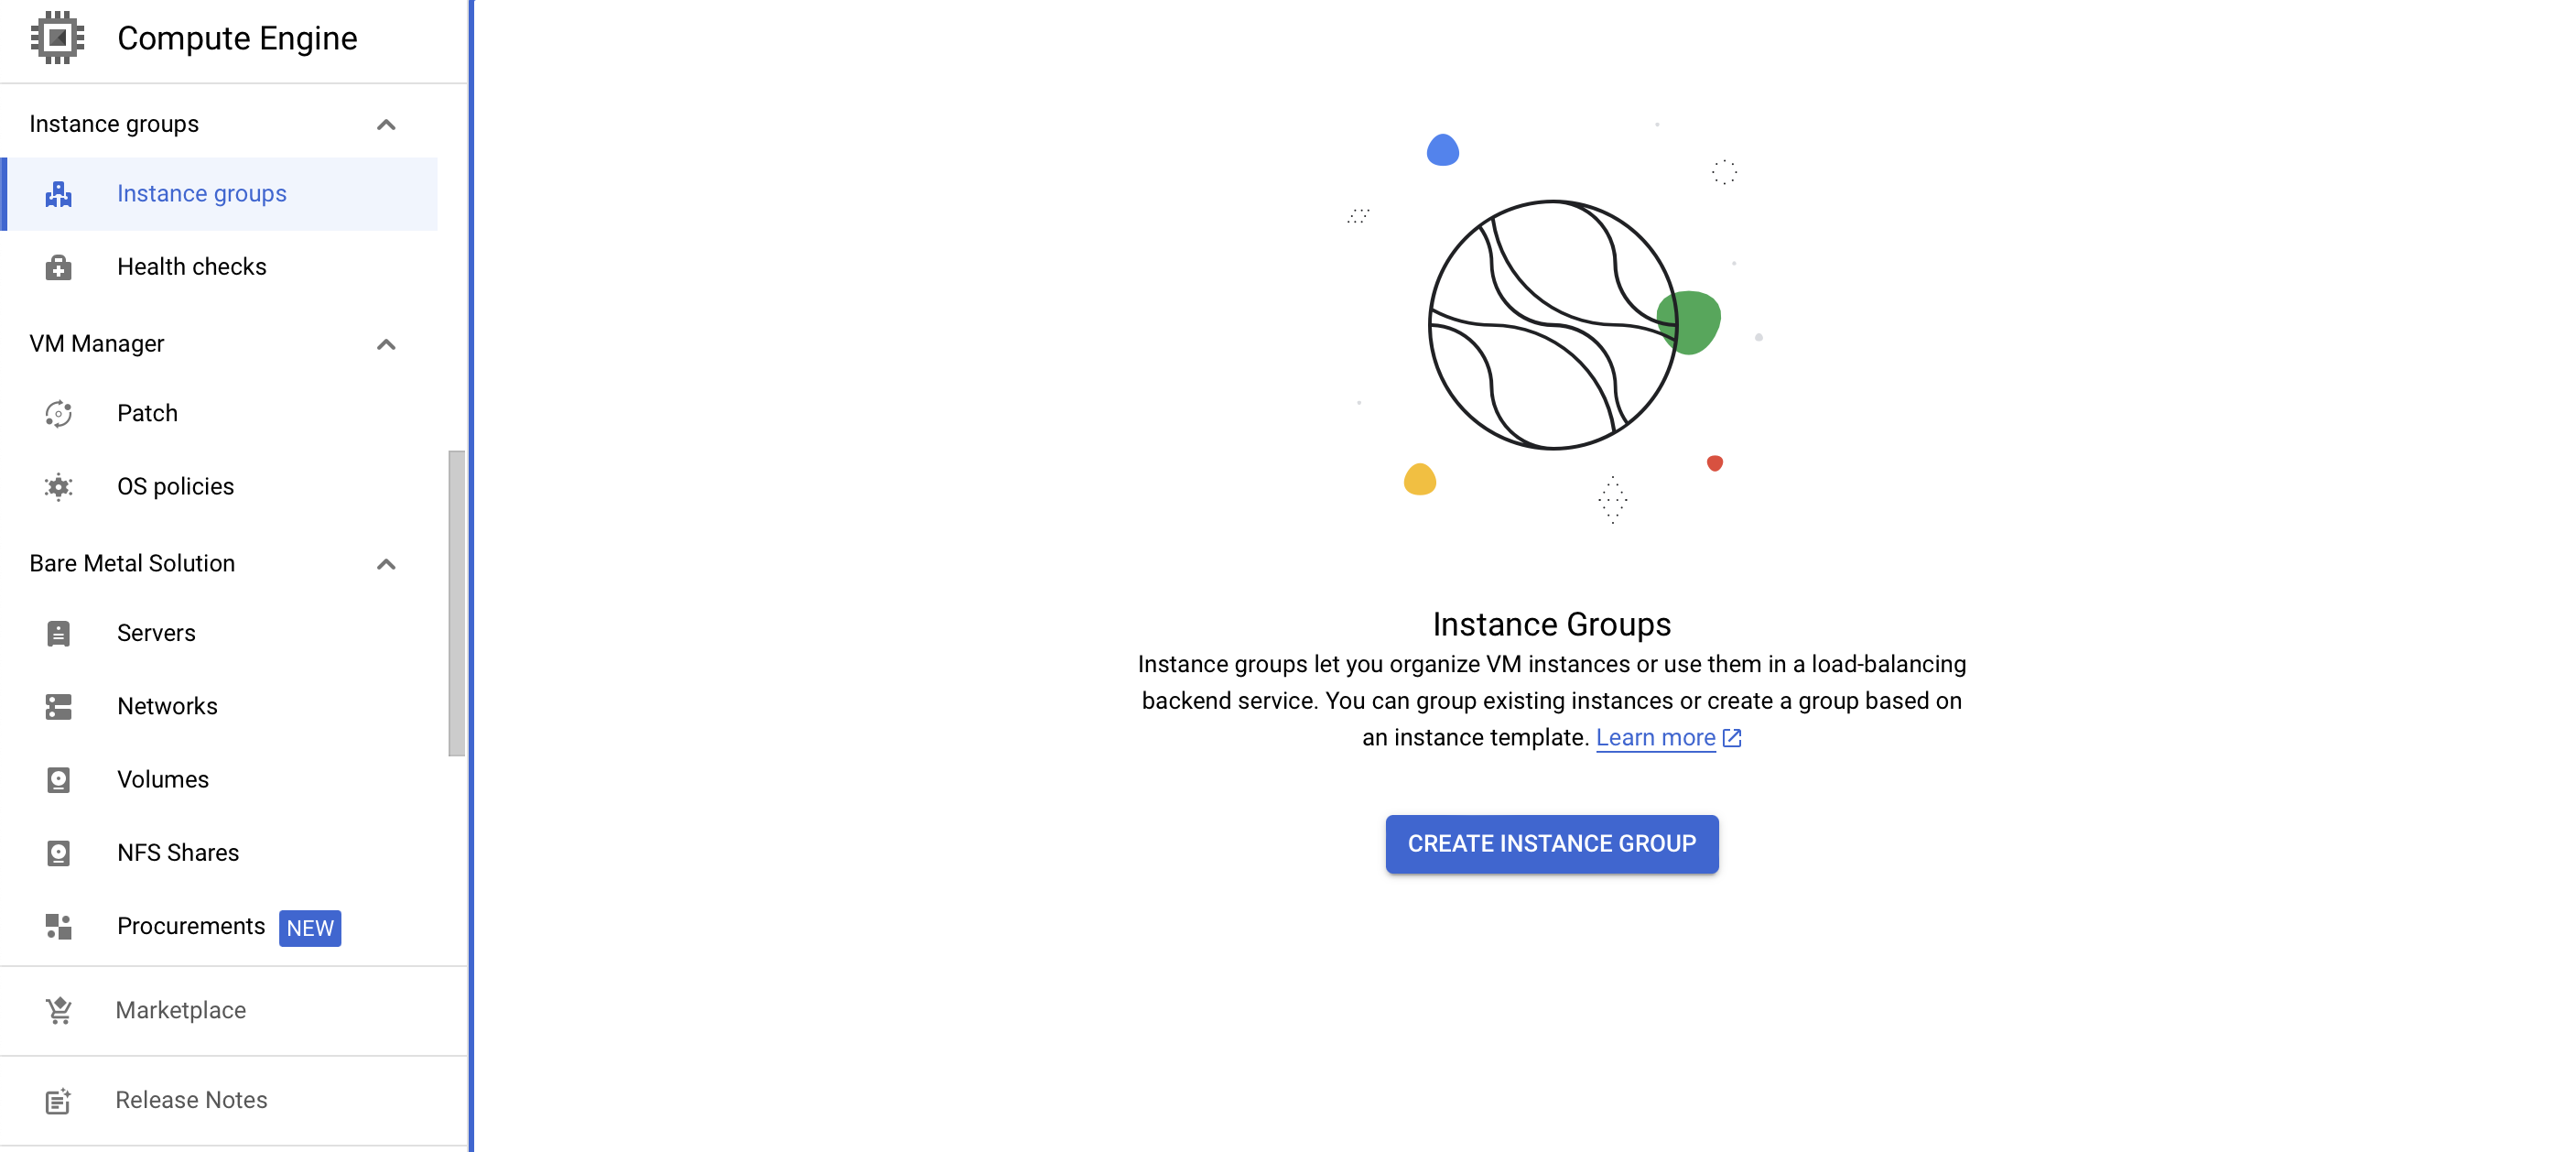 Compute Engine
Instance groups
Instance groups
Health checks
VM Manager
Patch
OS policies
Bare Metal Solution
Servers
Networks
Volumes
NFS Shares
Procurements NEW
Marketplace
Release Notes
Instance Groups
Instance groups let you organize VM instances or use them in a load-balancing
backend service. You can group existing instances or create a group based on
an instance template. Learn more
CREATE INSTANCE GROUP